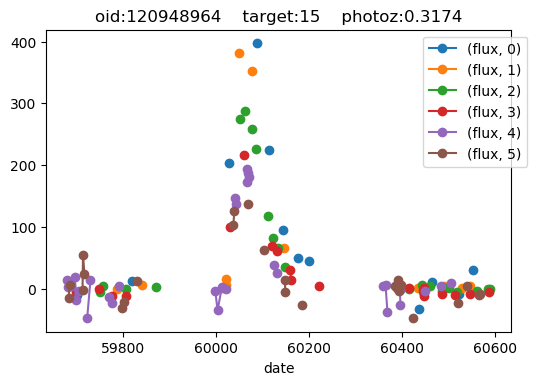 oid:120948964    target:15    photoz:0.3174
400
300
200
100
0
(flux, 0)
(flux, 1)
(flux, 2)
(flux, 3)
(flux, 4)
(flux, 5)
59800 60000 60200 60400 60600
date